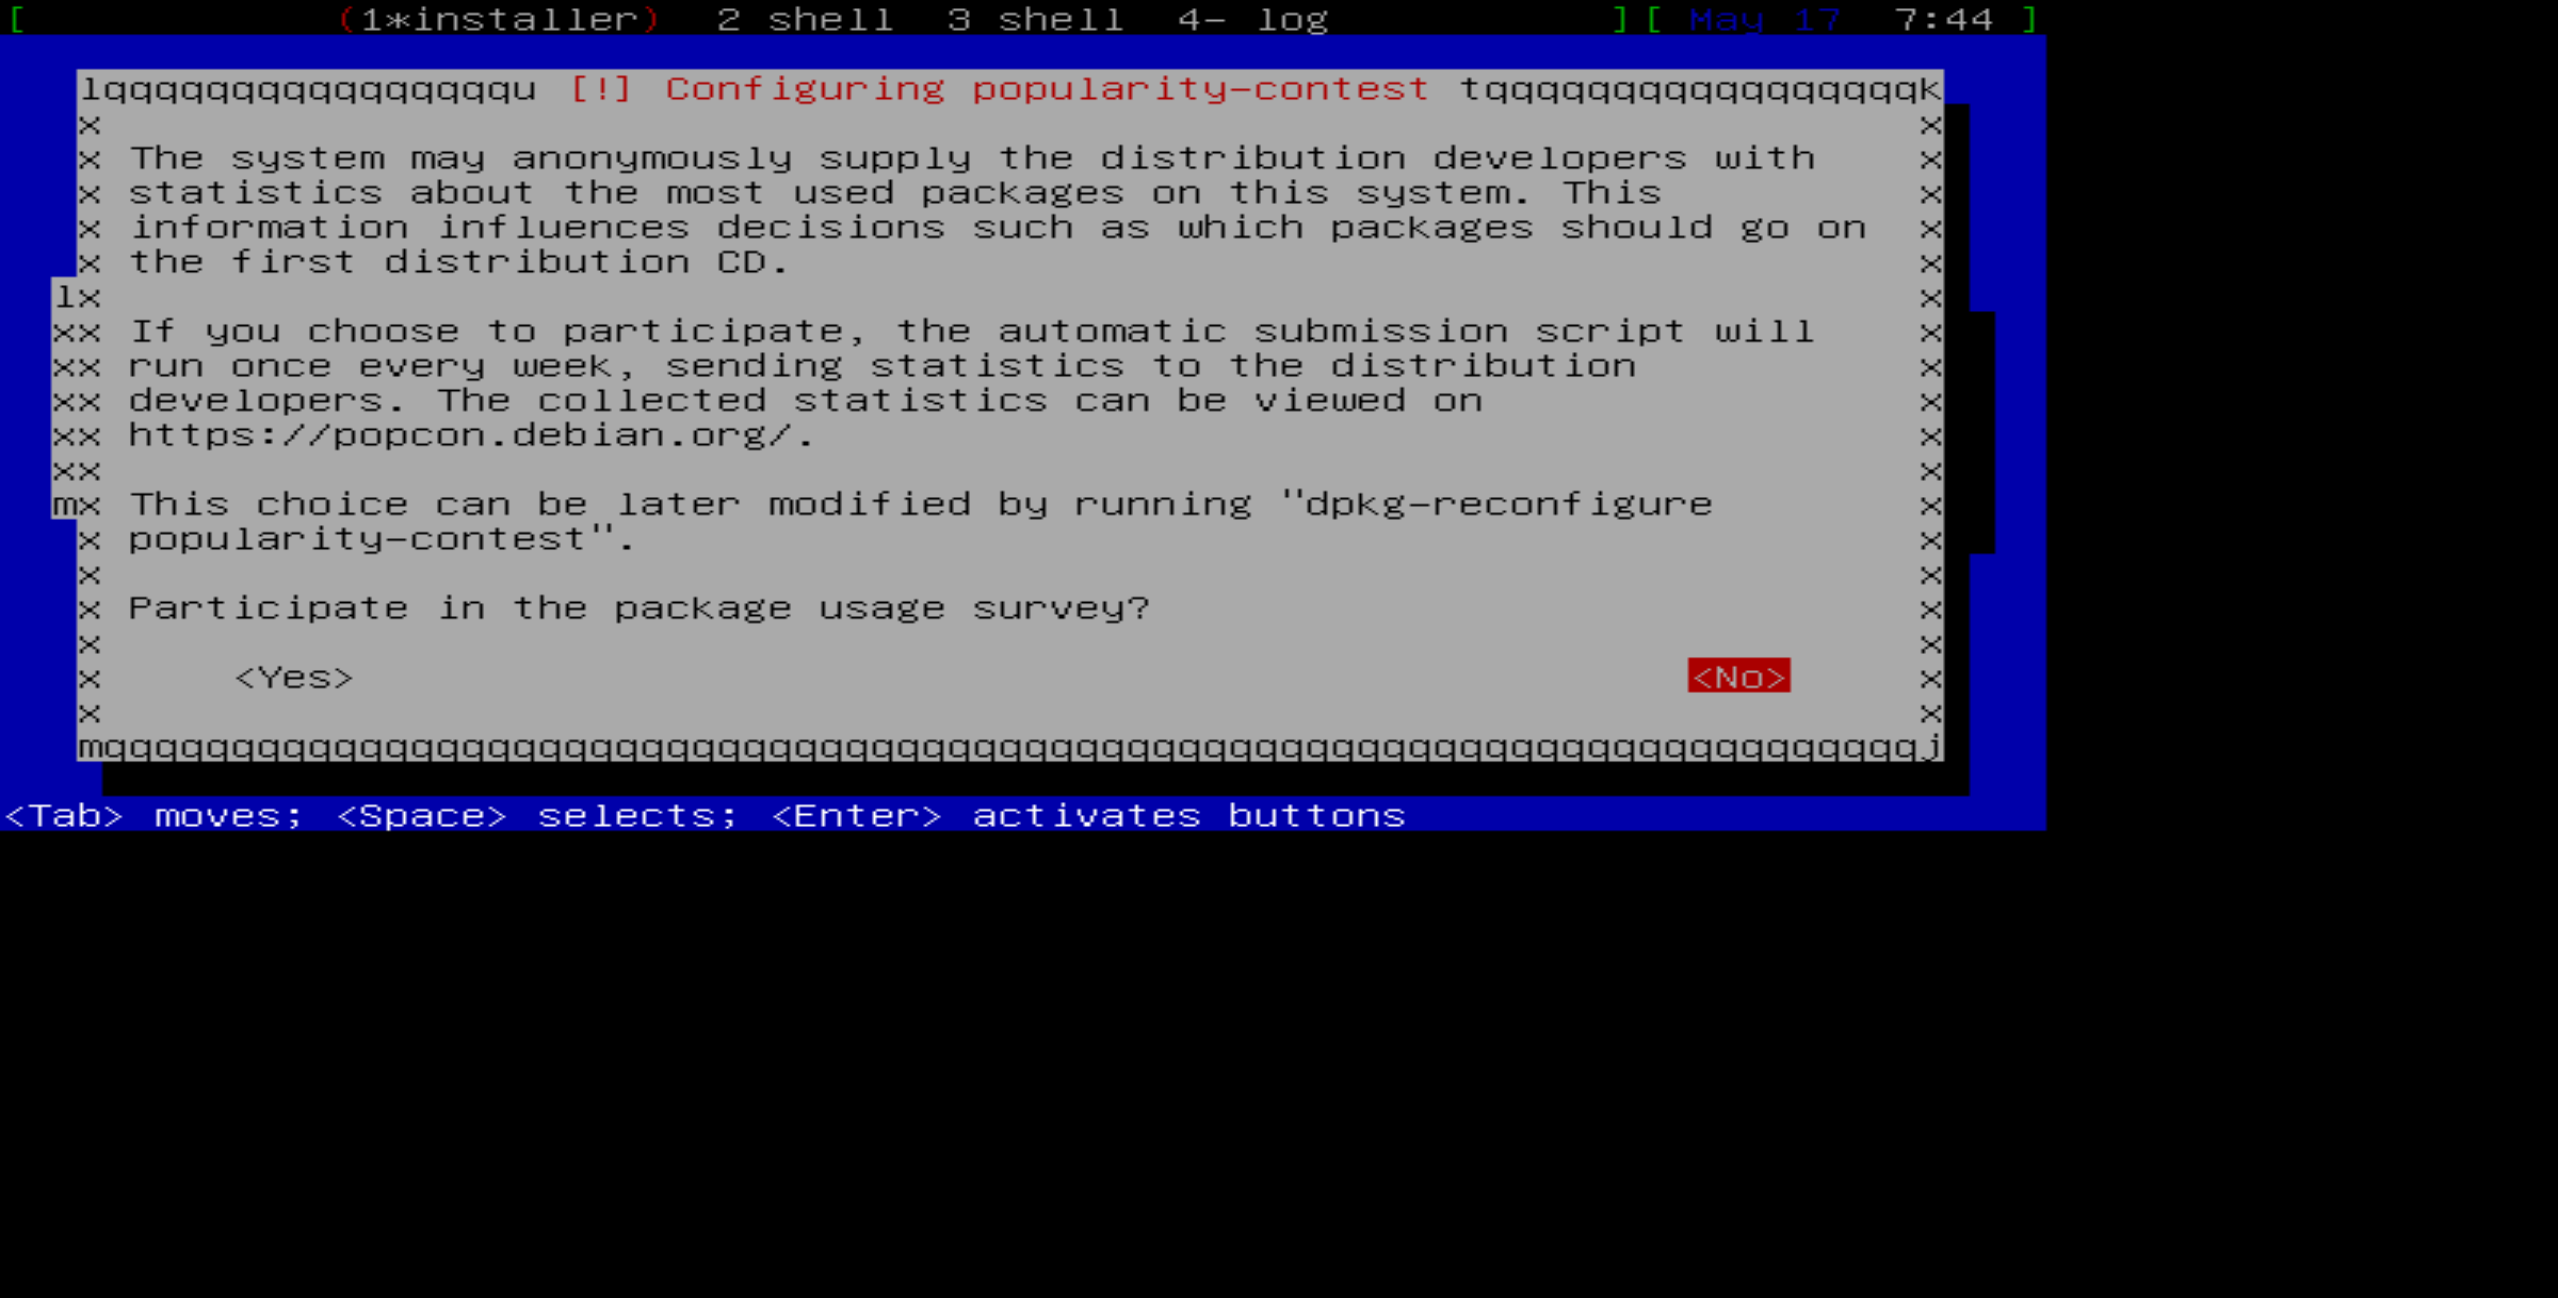 [ (1*installer) 2 shell 3 shell 4- log ][ May 17 7:44 ]
lqqqqqqqqqqqqqqqqqu [!] Configuring popularity-contest tqqqqqqqqqqqqqqqqqqk
x x
x The system may anonymously supply the distribution developers with x
x statistics about the most used packages on this system. This x
x information influences decisions such as which packages should go on x
x the first distribution CD. x
lx x
xx If you choose to participate, the automatic submission script will x
xx run once every week, sending statistics to the distribution x
xx developers. The collected statistics can be viewed on x
xx https://popcon.debian.org/. x
xx x
mx This choice can be later modified by running "dpkg-reconfigure x
x popularity-contest". x
x x
x Participate in the package usage survey? x
x x
x <Yes> <No> x
x x
mqqqqqqqqqqqqqqqqqqqqqqqqqqqqqqqqqqqqqqqqqqqqqqqqqqqqqqqqqqqqqqqqqqqqqqqj
<Tab> moves; <Space> selects; <Enter> activates buttons